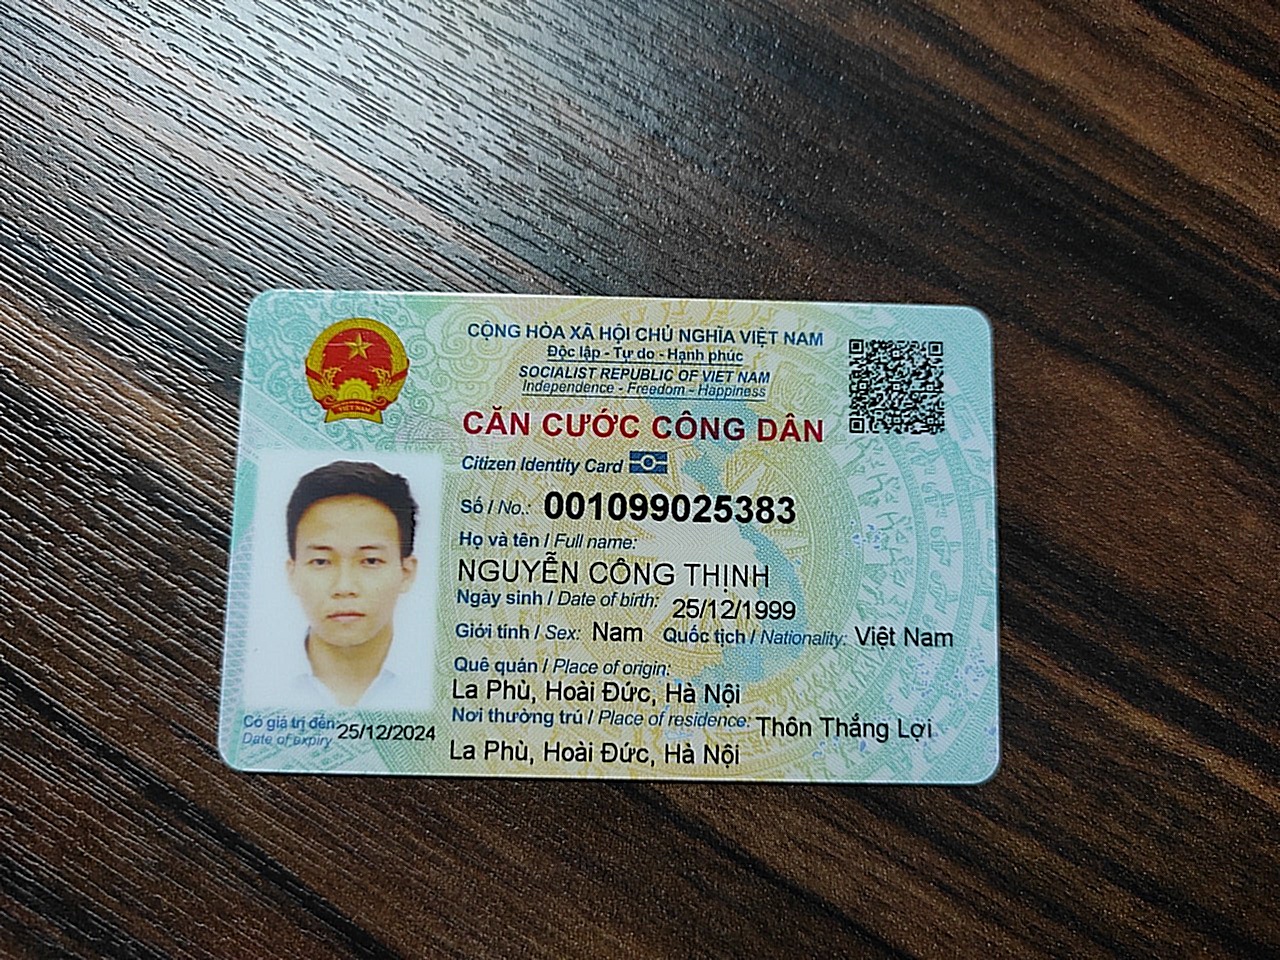 CỘNG HÒA XÃ HỘI CHỦ NGHĨA VIỆT NAM
Độc lập - Tự do - Hạnh phúc
SOCIALIST REPUBLIC OF VIET NAM
Independence - Freedom - Happiness
CĂN CƯỚC CÔNG DÂN
Citizen Identity Card
Số / No.: 001099025383
Họ và tên / Full name:
NGUYỄN CÔNG THỊNH
Ngày sinh / Date of birth: 25/12/1999
Giới tính / Sex: Nam Quốc tịch / Nationality: Việt Nam
Quê quán / Place of origin:
La Phù, Hoài Đức, Hà Nội
Nơi thường trú / Place of residence: Thôn Thắng Lợi
La Phù, Hoài Đức, Hà Nội
Có giá trị đến: 25/12/2024
Date of expiry
VIỆT NAM